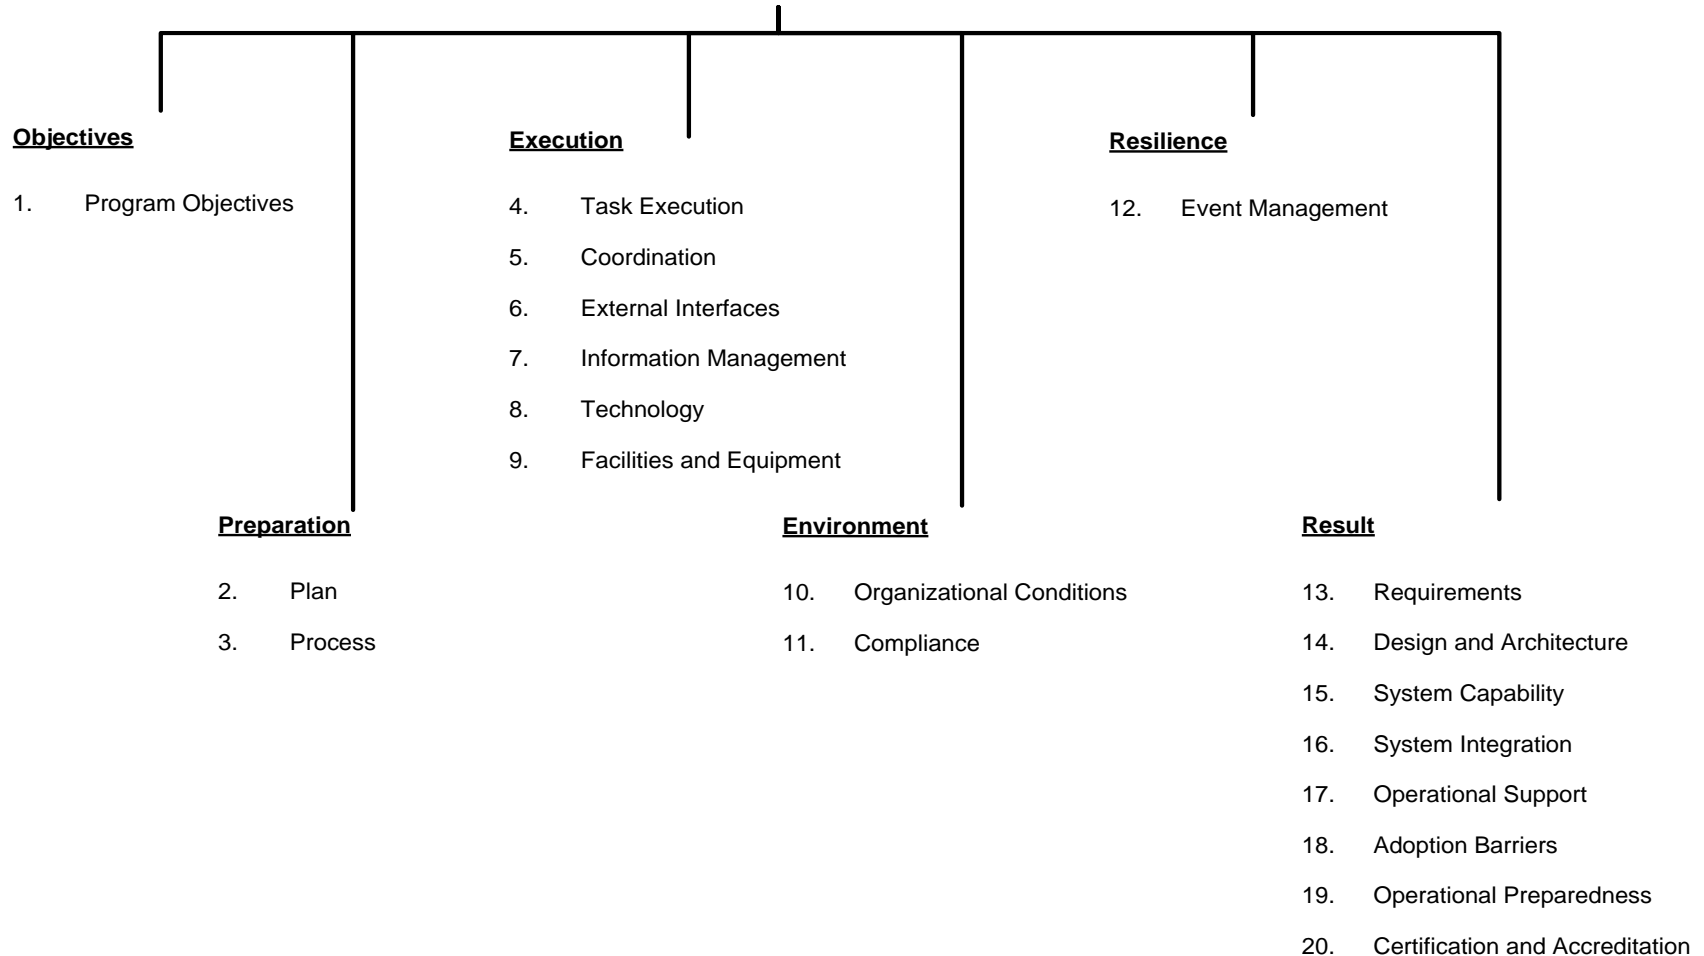 Objectives
1. Program Objectives
Preparation
2. Plan
3. Process
Execution
4. Task Execution
5. Coordination
6. External Interfaces
7. Information Management
8. Technology
9. Facilities and Equipment
Environment
10. Organizational Conditions
11. Compliance
Resilience
12. Event Management
Result
13. Requirements
14. Design and Architecture
15. System Capability
16. System Integration
17. Operational Support
18. Adoption Barriers
19. Operational Preparedness
20. Certification and Accreditation